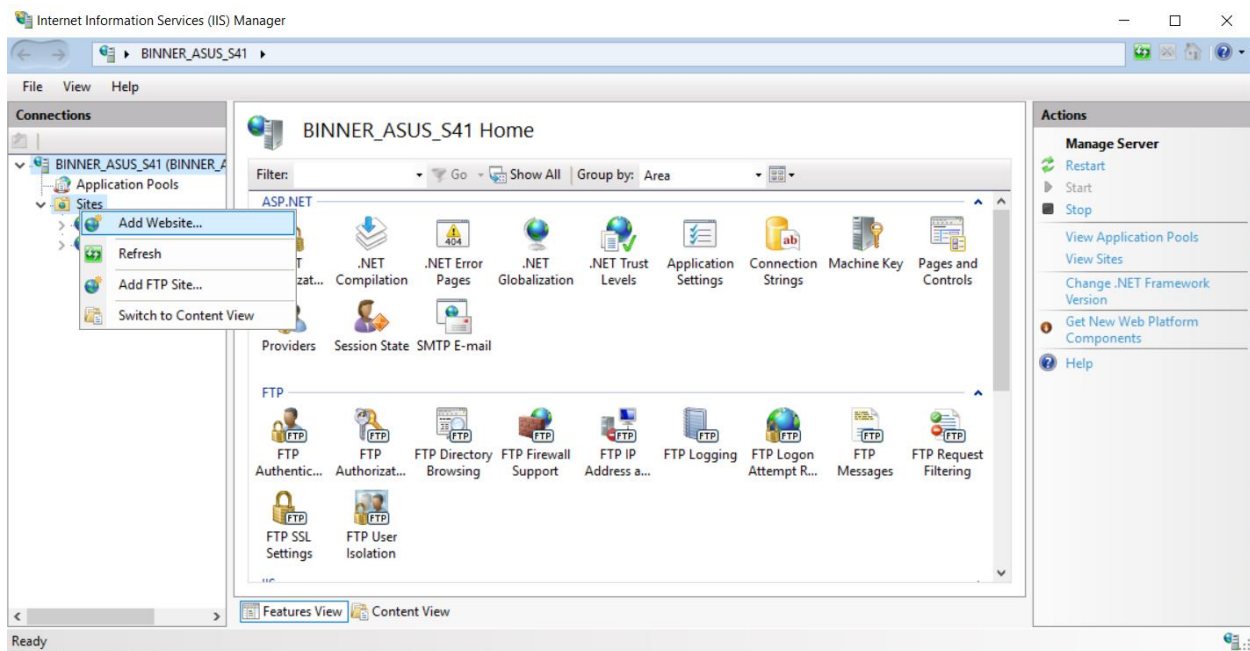 Internet Information Services (IIS) Manager
BINNER_ASUS_S41
File View Help
Connections
BINNER_ASUS_S41 (BINNER_A
Application Pools
Sites
Add Website...
Refresh
Add FTP Site...
Switch to Content View
BINNER_ASUS_S41 Home
Filter: Go Show All Group by: Area
ASP.NET
.NET Compilation
.NET Error Pages
.NET Globalization
.NET Trust Levels
Application Settings
Connection Strings
Machine Key
Pages and Controls
Providers
Session State
SMTP E-mail
FTP
FTP Authentic...
FTP Authorizat...
FTP Directory Browsing
FTP Firewall Support
FTP IP Address a...
FTP Logging
FTP Logon Attempt R...
FTP Messages
FTP Request Filtering
FTP SSL Settings
FTP User Isolation
Features View Content View
Actions
Manage Server
Restart
Start
Stop
View Application Pools
View Sites
Change .NET Framework
Version
Get New Web Platform
Components
Help
Ready